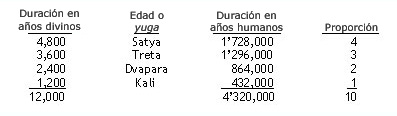 Duración en años divinos Edad o yuga Duración en años humanos Proporción
4,800 Satya 1'728,000 4
3,600 Treta 1'296,000 3
2,400 Dvapara 864,000 2
1,200 Kali 432,000 1
12,000 4'320,000 10